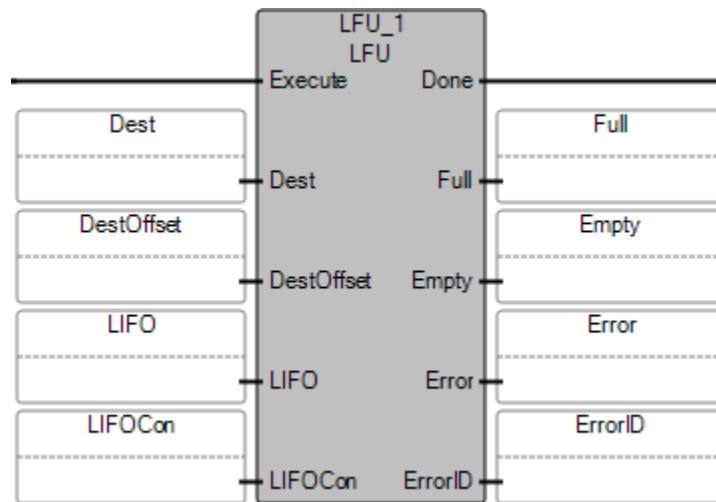 LFU_1
LFU
Execute Done
Dest Full
Dest Full
DestOffset Empty
DestOffset Empty
LIFO Error
LIFO Error
LIFOCon ErrorID
LIFOCon ErrorID